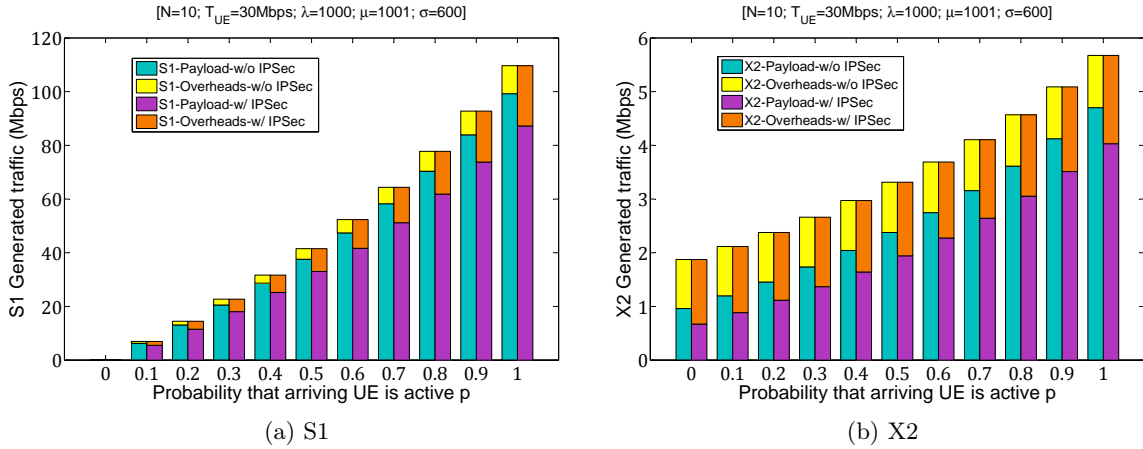 [N=10; T_UE=30Mbps; λ=1000; μ=1001; σ=600]
S1 Generated traffic (Mbps)
120
100
80
60
40
20
0
S1-Payload-w/o IPSec
S1-Overheads-w/o IPSec
S1-Payload-w/ IPSec
S1-Overheads-w/ IPSec
0 0.1 0.2 0.3 0.4 0.5 0.6 0.7 0.8 0.9 1
Probability that arriving UE is active p
(a) S1
[N=10; T_UE=30Mbps; λ=1000; μ=1001; σ=600]
X2 Generated traffic (Mbps)
6
5
4
3
2
1
0
X2-Payload-w/o IPSec
X2-Overheads-w/o IPSec
X2-Payload-w/ IPSec
X2-Overheads-w/ IPSec
0 0.1 0.2 0.3 0.4 0.5 0.6 0.7 0.8 0.9 1
Probability that arriving UE is active p
(b) X2